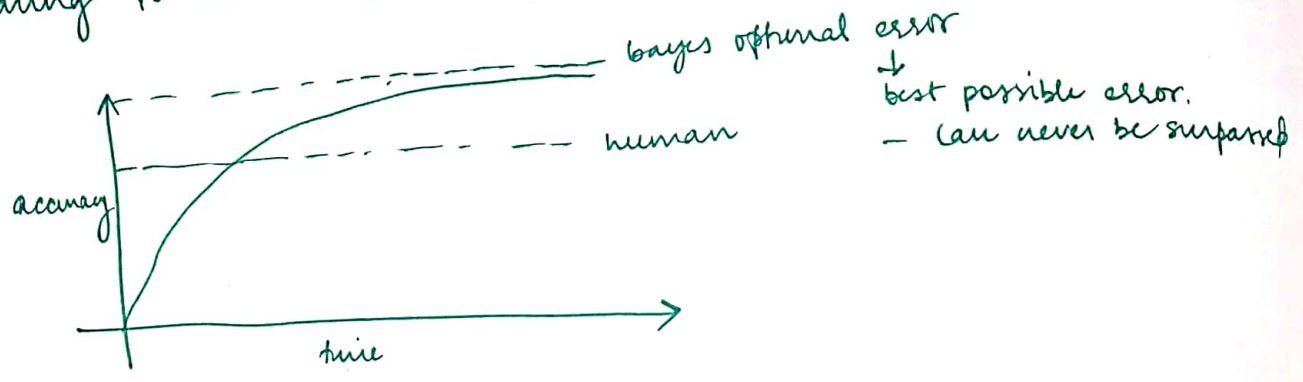 bayes optimal error
↓
best possible error.
- can never be surpassed
human
accuracy
time